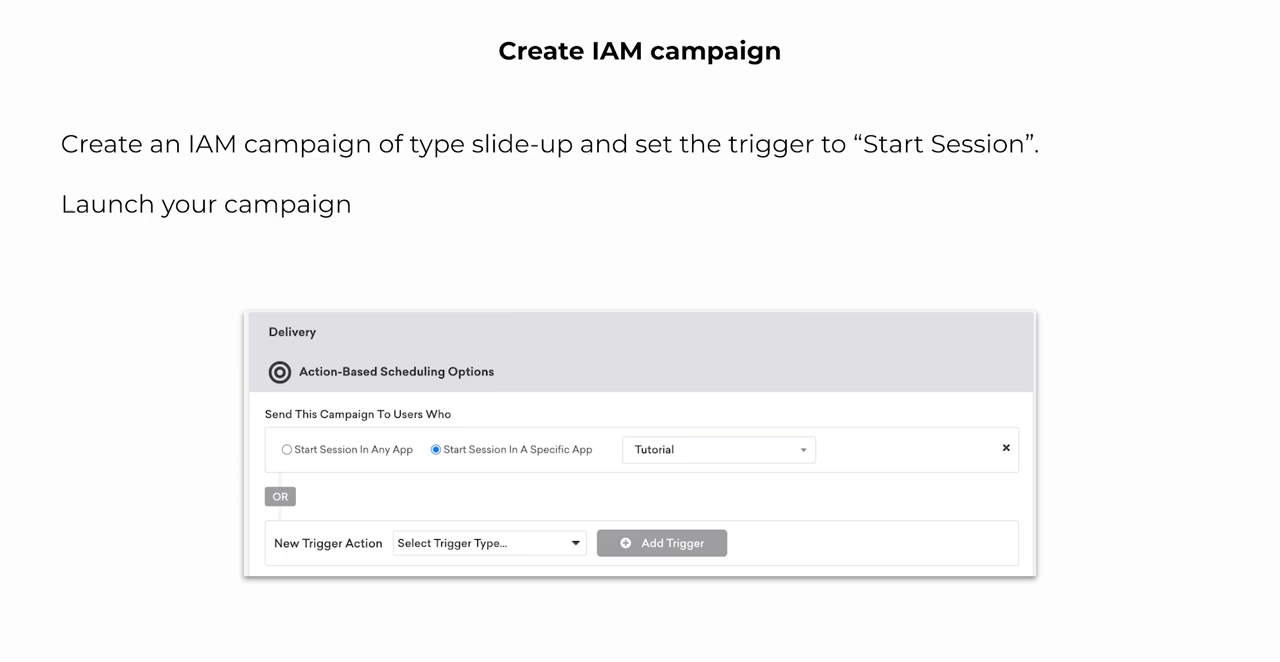 Create IAM campaign
Create an IAM campaign of type slide-up and set the trigger to “Start Session”.
Launch your campaign
Delivery
Action-Based Scheduling Options
Send This Campaign To Users Who
Start Session In Any App Start Session In A Specific App Tutorial
OR
New Trigger Action Select Trigger Type... Add Trigger